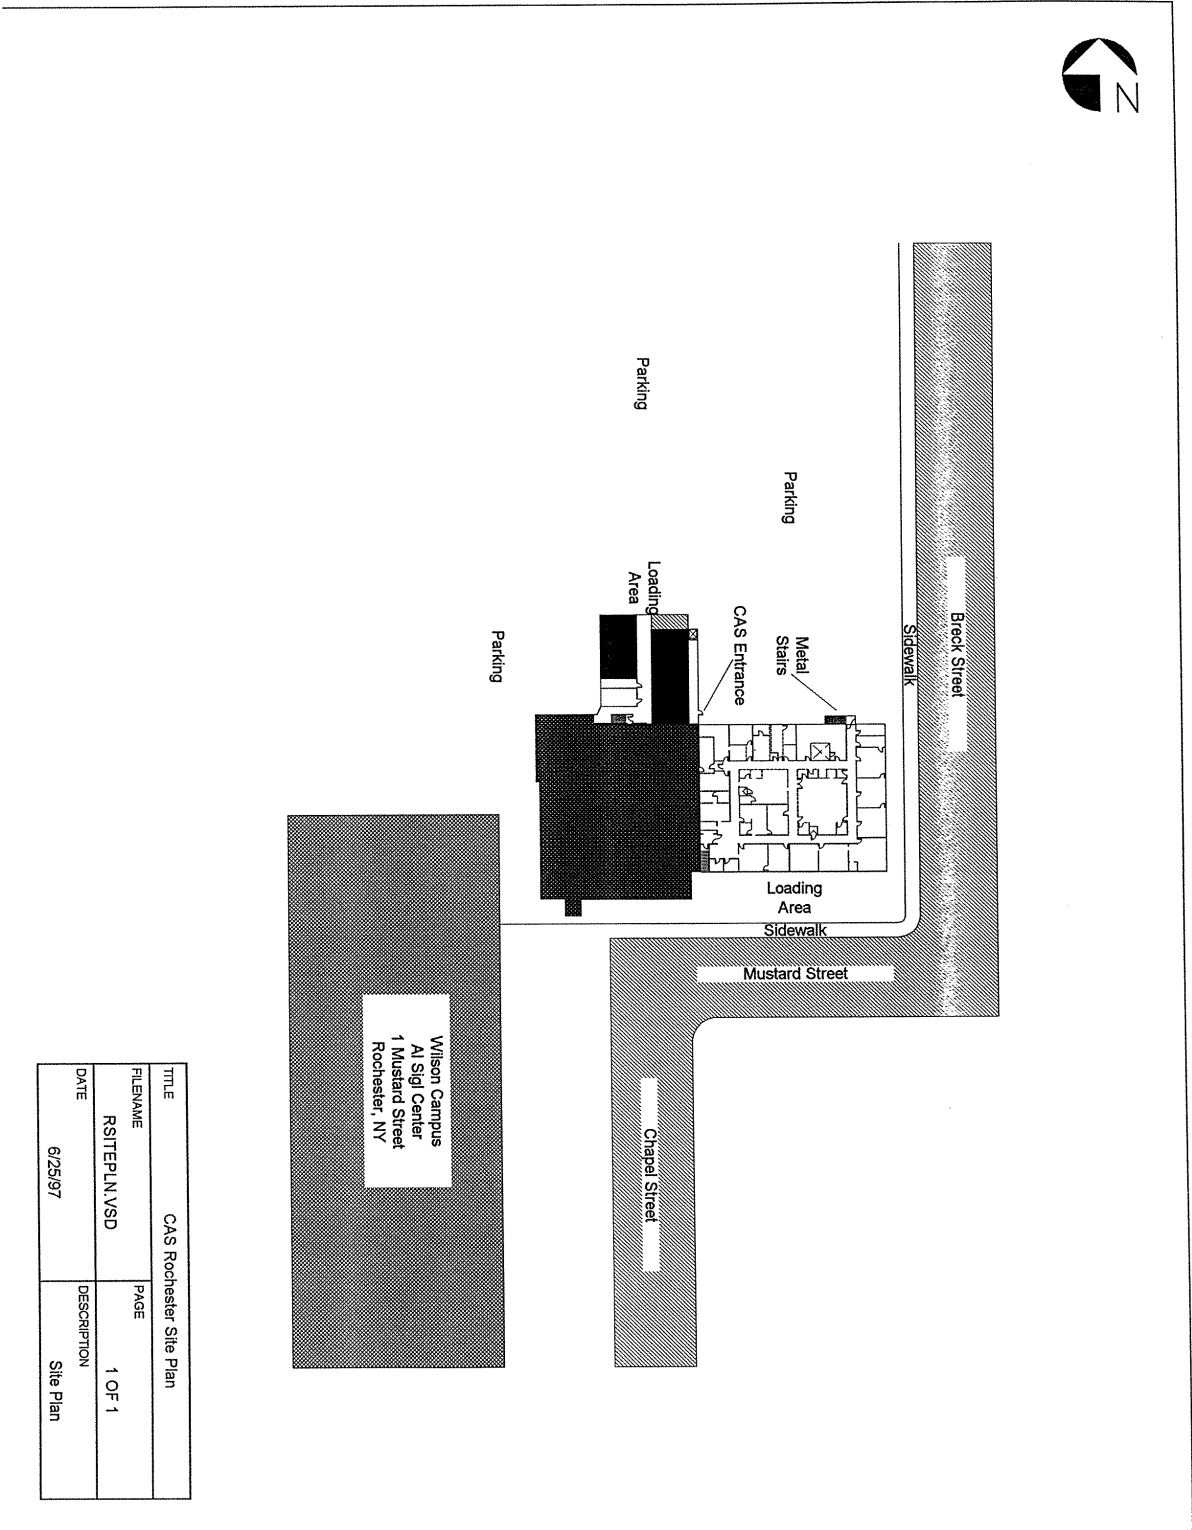 N
Breck Street
Sidewalk
Parking
Parking
Parking
Metal
Stairs
CAS Entrance
Loading
Area
Loading
Area
Sidewalk
Mustard Street
Chapel Street
Wilson Campus
Al Sigl Center
1 Mustard Street
Rochester, NY
TITLE
CAS Rochester Site Plan
FILENAME
RSITEPLN.VSD
PAGE
1 OF 1
DATE
6/25/97
DESCRIPTION
Site Plan